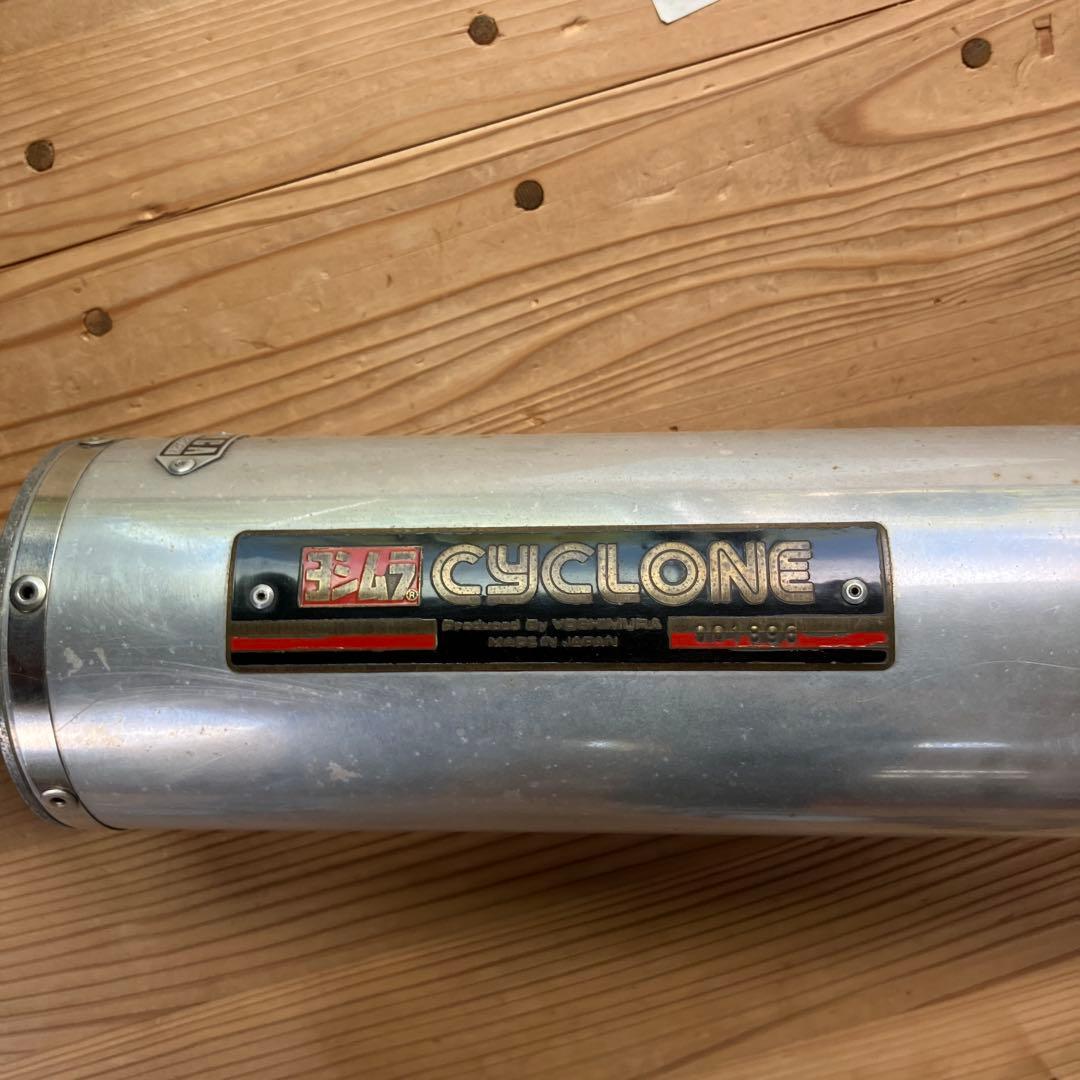 ヨシムラ® CYCLONE
Produced By YOSHIMURA
MADE IN JAPAN